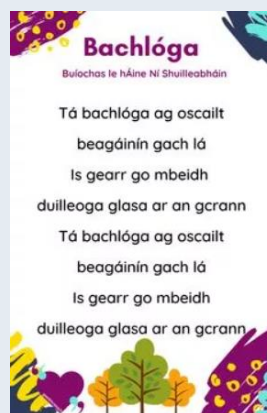 Bachlóga
Buíochas le hÁine Ní Shuilleabháin
Tá bachlóga ag oscailt
beagáinín gach lá
Is gearr go mbeidh
duilleoga glasa ar an gcrann
Tá bachlóga ag oscailt
beagáinín gach lá
Is gearr go mbeidh
duilleoga glasa ar an gcrann